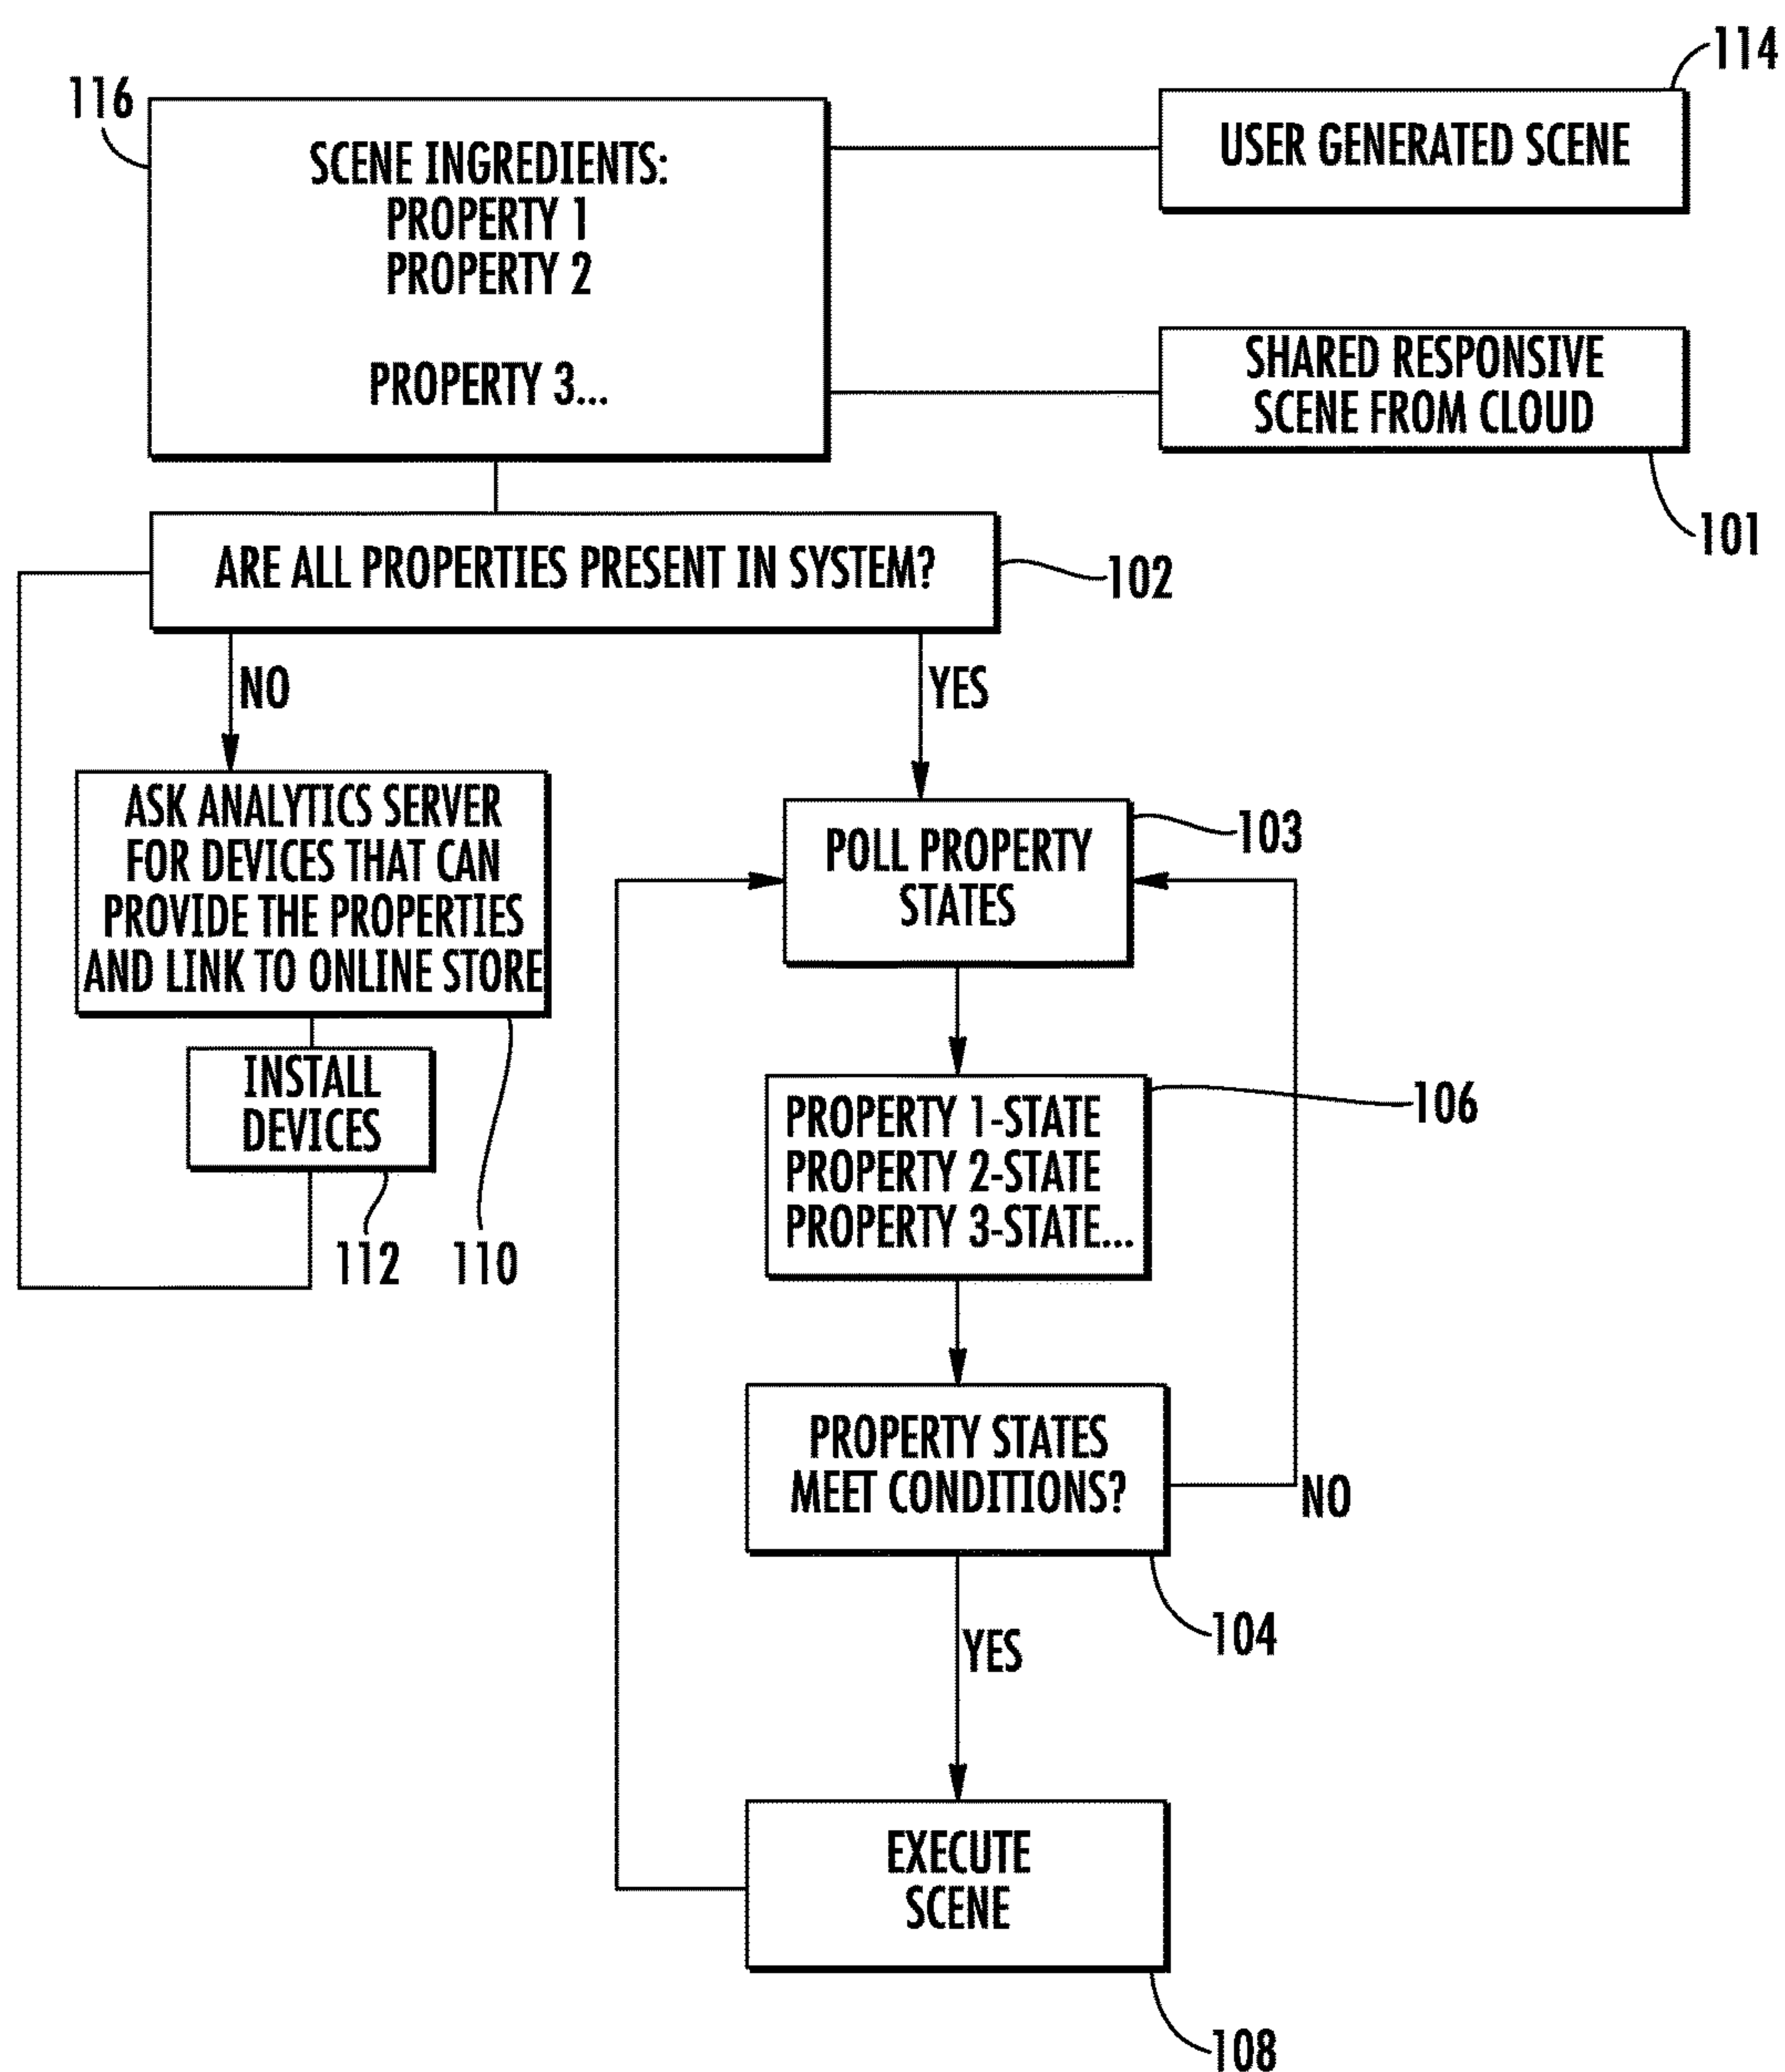 114
116
USER GENERATED SCENE
SCENE INGREDIENTS:
PROPERTY 1
PROPERTY 2
PROPERTY 3...
SHARED RESPONSIVE
SCENE FROM CLOUD
101
ARE ALL PROPERTIES PRESENT IN SYSTEM?
102
NO
YES
ASK ANALYTICS SERVER
FOR DEVICES THAT CAN
PROVIDE THE PROPERTIES
AND LINK TO ONLINE STORE
POLL PROPERTY
STATES
103
INSTALL
DEVICES
112
110
PROPERTY 1-STATE
PROPERTY 2-STATE
PROPERTY 3-STATE...
106
PROPERTY STATES
MEET CONDITIONS?
NO
104
YES
EXECUTE
SCENE
108